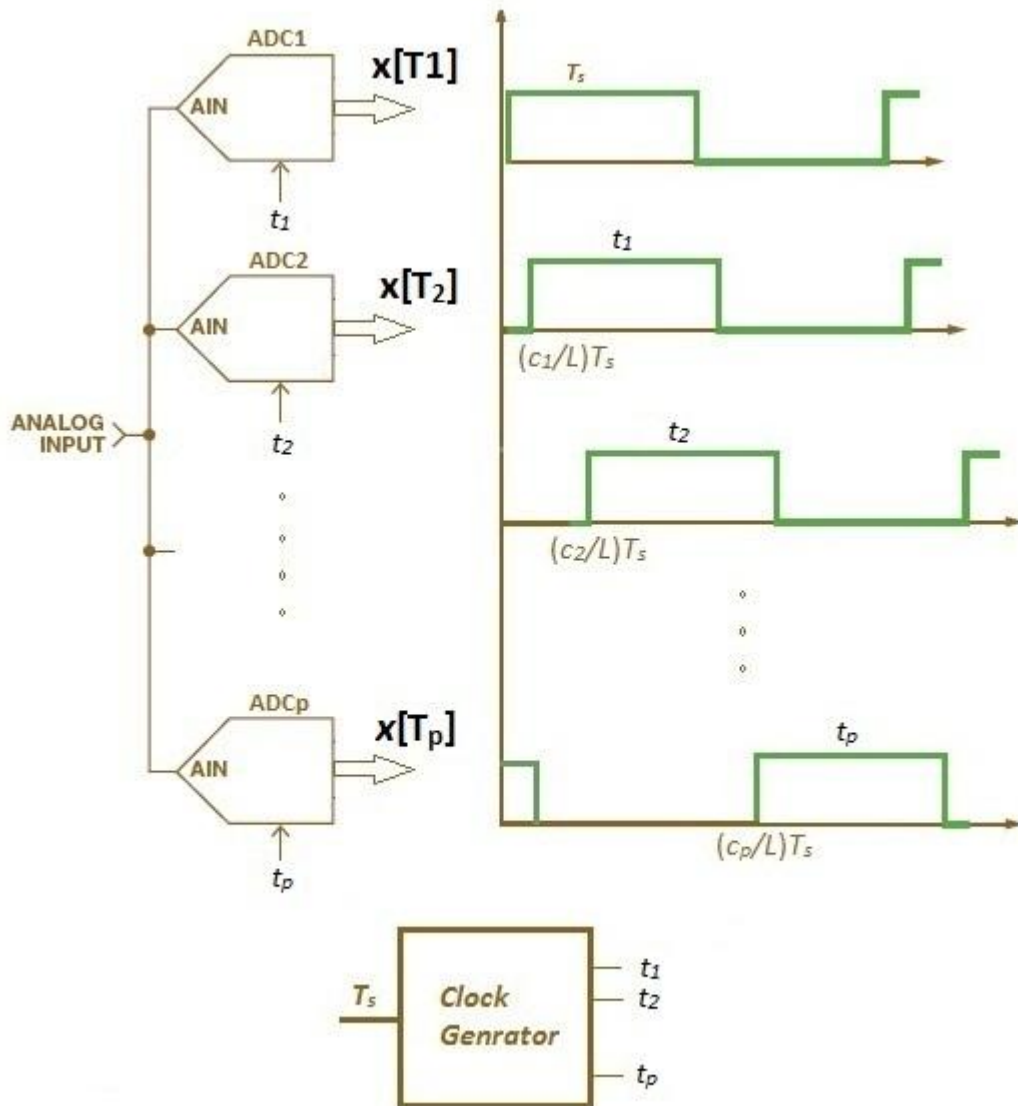 ADC1
AIN
x[T1]
t₁
ADC2
AIN
x[T₂]
t₂
ANALOG
INPUT
ADCp
AIN
x[Tₚ]
tₚ
Tₛ
t₁
(c₁/L)Tₛ
t₂
(c₂/L)Tₛ
tₚ
(cₚ/L)Tₛ
Tₛ
Clock
Genrator
t₁
t₂
tₚ